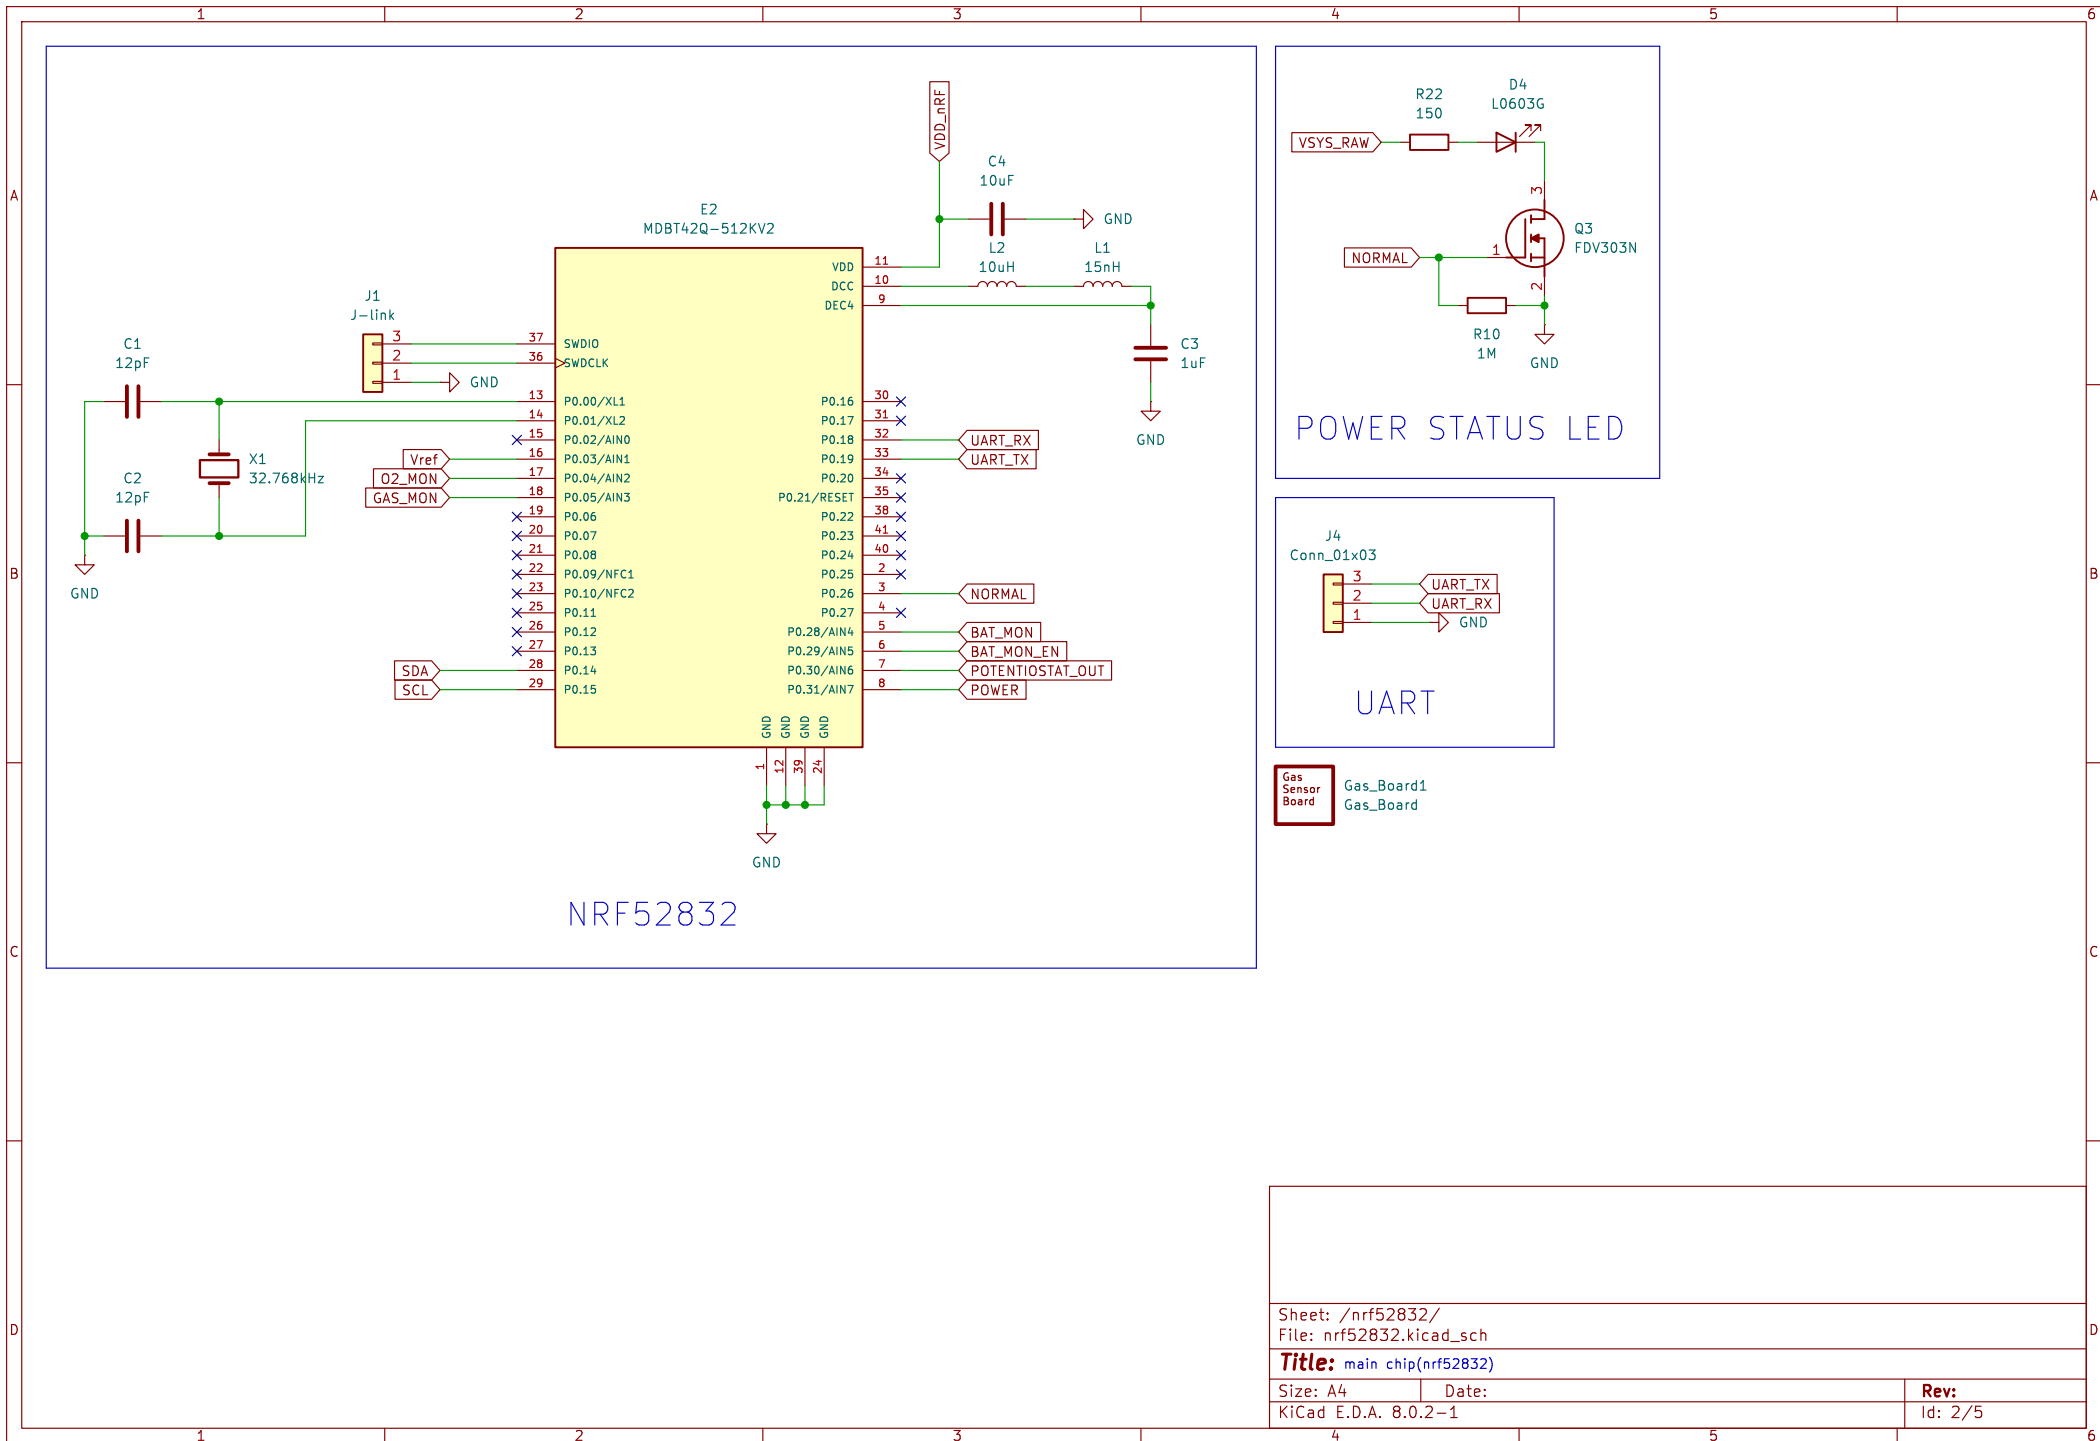 1 2 3 4 5 6
A
B
C
D
A
B
C
D
VDD_nRF
C4
10uF
GND
E2
MDBT42Q-512KV2
L2
10uH
L1
15nH
C3
1uF
GND
J1
J-link
3
2
1
GND
C1
12pF
C2
12pF
X1
32.768kHz
GND
Vref
O2_MON
GAS_MON
SDA
SCL
37 SWDIO
36 SWDCLK
13 P0.00/XL1
14 P0.01/XL2
15 P0.02/AIN0
16 P0.03/AIN1
17 P0.04/AIN2
18 P0.05/AIN3
19 P0.06
20 P0.07
21 P0.08
22 P0.09/NFC1
23 P0.10/NFC2
25 P0.11
26 P0.12
27 P0.13
28 P0.14
29 P0.15
VDD 11
DCC 10
DEC4 9
P0.16 30
P0.17 31
P0.18 32 UART_RX
P0.19 33 UART_TX
P0.20 34
P0.21/RESET 35
P0.22 38
P0.23 41
P0.24 40
P0.25 2
P0.26 3 NORMAL
P0.27 4
P0.28/AIN4 5 BAT_MON
P0.29/AIN5 6 BAT_MON_EN
P0.30/AIN6 7 POTENTIOSTAT_OUT
P0.31/AIN7 8 POWER
GND GND GND GND
1 12 39 24
GND
NRF52832
R22
150
D4
L0603G
VSYS_RAW
3
Q3
FDV303N
NORMAL
1
2
R10
1M
GND
POWER STATUS LED
J4
Conn_01x03
3 UART_TX
2 UART_RX
1 GND
UART
Gas
Sensor
Board
Gas_Board1
Gas_Board
Sheet: /nrf52832/
File: nrf52832.kicad_sch
Title: main chip(nrf52832)
Size: A4 Date: Rev:
KiCad E.D.A. 8.0.2-1 Id: 2/5
1 2 3 4 5 6